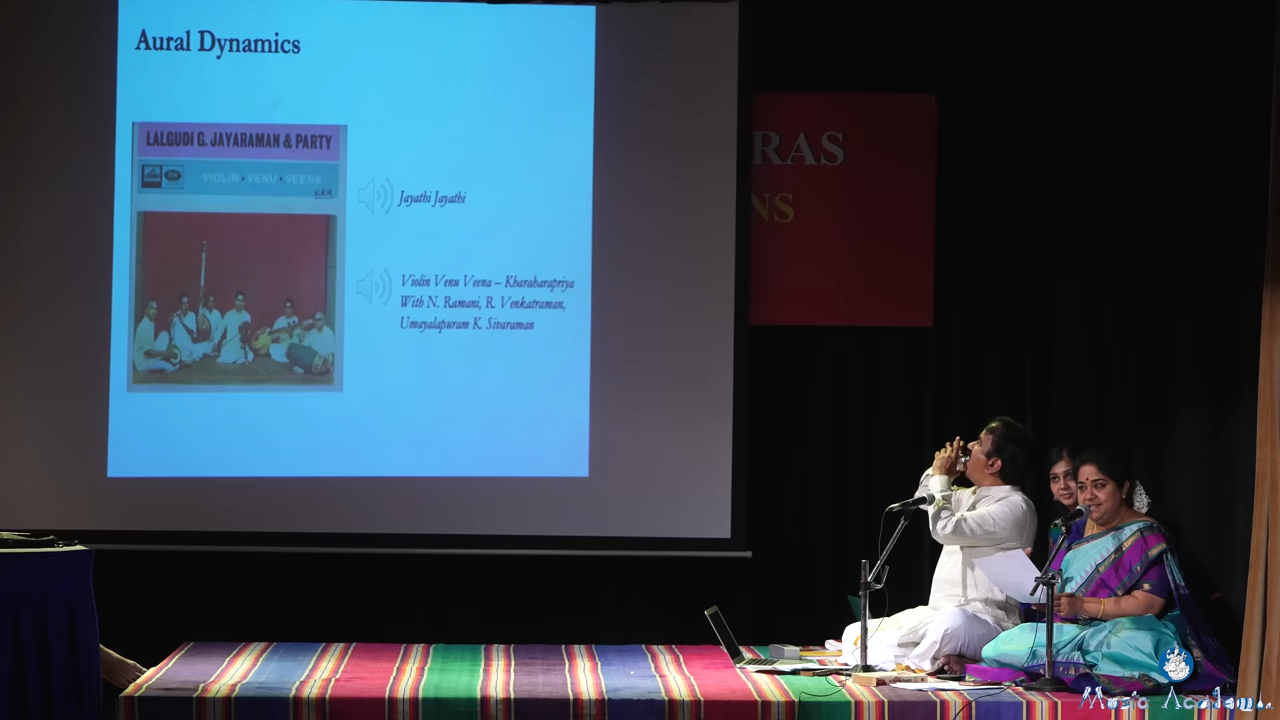 Aural Dynamics
LALGUDI G. JAYARAMAN & PARTY
VIOLIN • VENU • VEENA
Jayathi Jayathi
Violin Venu Veena – Kharaharapriya
With N. Ramani, R. Venkatraman,
Umayalapuram K. Sivaraman
RAS
NS
Music Academy